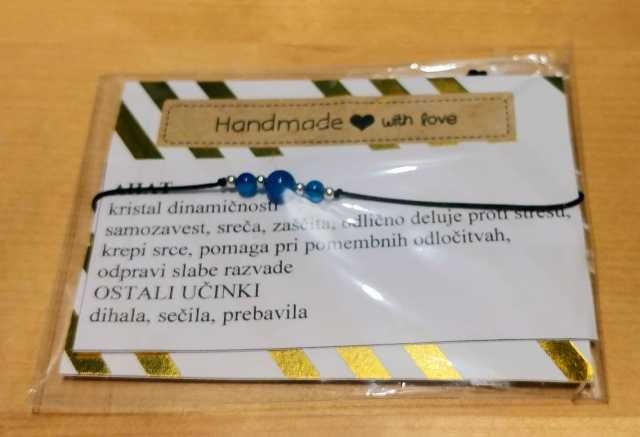 Handmade with love
AHAT
kristal dinamičnosti
samozavest, sreča, zaščita, odlično deluje proti stresu,
krepi srce, pomaga pri pomembnih odločitvah,
odpravi slabe razvade
OSTALI UČINKI
dihala, sečila, prebavila